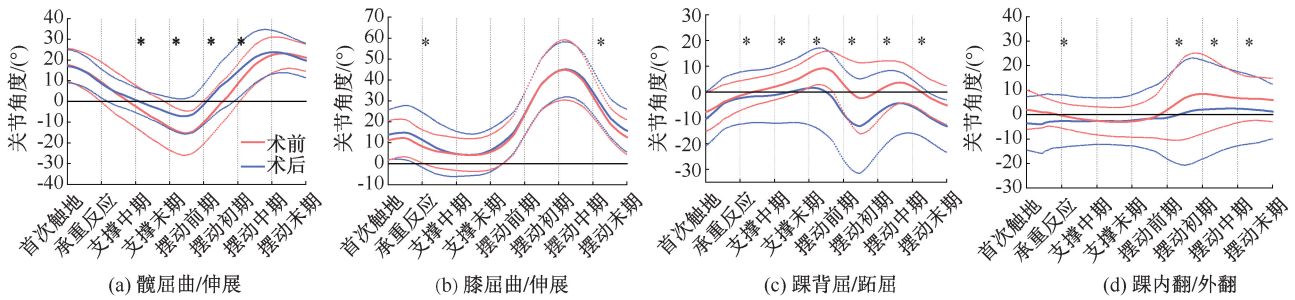 关节角度/(°)
40
30
20
10
0
-10
-20
-30
-40
* * * *
术前
术后
首次触地
承重反应
支撑中期
支撑末期
摆动前期
摆动初期
摆动中期
摆动末期
(a) 髋屈曲/伸展
关节角度/(°)
70
60
50
40
30
20
10
0
-10
* *
首次触地
承重反应
支撑中期
支撑末期
摆动前期
摆动初期
摆动中期
摆动末期
(b) 膝屈曲/伸展
关节角度/(°)
30
20
10
0
-10
-20
-30
* * * * * *
首次触地
承重反应
支撑中期
支撑末期
摆动前期
摆动初期
摆动中期
摆动末期
(c) 踝背屈/跖屈
关节角度/(°)
40
30
20
10
0
-10
-20
-30
* * * *
首次触地
承重反应
支撑中期
支撑末期
摆动前期
摆动初期
摆动中期
摆动末期
(d) 踝内翻/外翻